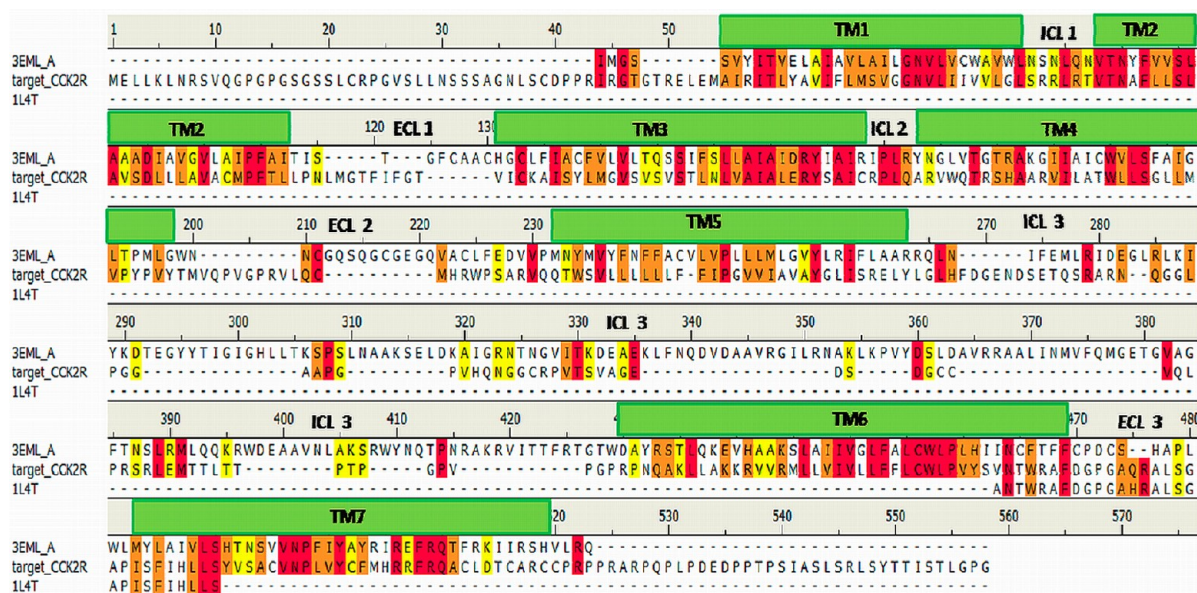 1 10 20 30 40 50 TM1 ICL 1 TM2
3EML_A -------------------------------------------IMGS-------SVYITVELAIAVLAILGNVLVCWAVWLNSNLQNVTNYFVVSL
target_CCK2R MELLKLNRSVQGPGPGSGSSLCRPGVSLLNSSSAGNLSCDPPRIRGTGTRELEMAIRITLYAVIFLMSVGGNVLIIVVLGLSRRLRTVTNAFLLSL
1L4T ------------------------------------------------------------------------------------------------
TM2 120 ECL 1 130 TM3 ICL 2 TM4
3EML_A AAADIAVGVLAIPFAITIS-----T---GFCAACHGCLFIACFVLVLTQSSIFSLLAIAIDRYIAIRIPLRYNGLVTGTRAKGIIAICWVLSFAIG
target_CCK2R AVSDLLLAVACMPFTLLPNLMGTFIFGT------VICKAISYLMGVSVSVSTLNLVAIALERYSAICRPLQARVWQTRSHAARVILATWLLSGLLM
1L4T ------------------------------------------------------------------------------------------------
200 210 ECL 2 220 230 TM5 270 ICL 3 280
3EML_A LTPMLGWN-------NCGQSQGCGEGQVACLFEDVVPMNYMVYFNFFACVLVPLLLMLGVYLRIFLAARRQLN------IFEMLRIDEGLRLKI
target_CCK2R VPYPVYTMVQPVGPRVLQC----------MHRWPSARVQQTWSVLLLLLLF-FIPGVVIAVAYGLISRELYLGLHFDGENDSETQSRARN--QGGL
1L4T ------------------------------------------------------------------------------------------------
290 300 310 320 330 ICL 3 340 350 360 370 380
3EML_A YKDTEGYYTIGIGHLLTKSPSLNAAKSELDKAIGRNTNGVITKDEAEKLFNQDVDAAVRGILRNAKLKPVYDSLDAVRRAALINMVFQMGETGVAG
target_CCK2R PGG--------------AAPG---------PVHQNGGCRPVTSVAGE-----------------DS----DGCC------------------VQL
1L4T ------------------------------------------------------------------------------------------------
390 400 ICL 3 410 420 TM6 470 ECL 3 480
3EML_A FTNSLRMLQQKRWDEAAVNLAKSRWYNQTPNRAKRVITTFRTGTWDAYRSTLQKEVHAAKSLAIIVGLFALCWLPLHIINCFTFFCPDCS--HAPL
target_CCK2R PRSRLEMTTLTT--------PTP-----GPV-----------PGPRPNQAKLLAKKRVVRMLLVIVLLFFLCWLPVYSVNTWRAFDGPGAQRALSG
1L4T ------------------------------------------------------------------------------ANTWRAFDGPGAHRALSG
TM7 520 530 540 550 560 570
3EML_A WLMYLAIVLSHTNSVVNPFIYAYRIREFRQTFRKIIRSHVLRQ-----------------------------------
target_CCK2R APISFIHLLSYVSACVNPLVYCFMHRRFRQACLDTCARCCPRPPRARPQPLPDEDPPTPSIASLSRLSYTTISTLGPG
1L4T APISFIHLLS--------------------------------------------------------------------